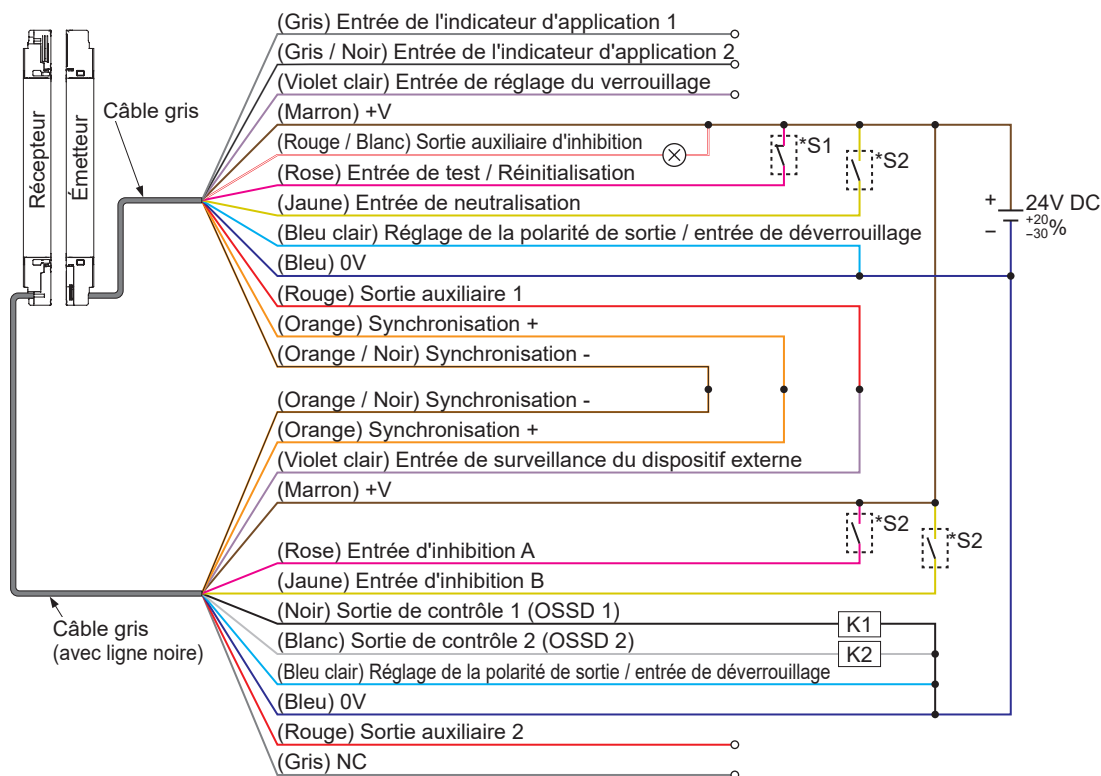 (Gris) Entrée de l'indicateur d'application 1
(Gris / Noir) Entrée de l'indicateur d'application 2
(Violet clair) Entrée de réglage du verrouillage
(Marron) +V
(Rouge / Blanc) Sortie auxiliaire d'inhibition
(Rose) Entrée de test / Réinitialisation
(Jaune) Entrée de neutralisation
(Bleu clair) Réglage de la polarité de sortie / entrée de déverrouillage
(Bleu) 0V
(Rouge) Sortie auxiliaire 1
(Orange) Synchronisation +
(Orange / Noir) Synchronisation -
Récepteur
Émetteur
Câble gris
*S1
*S2
+
−
24V DC
+20
−30%
(Orange / Noir) Synchronisation -
(Orange) Synchronisation +
(Violet clair) Entrée de surveillance du dispositif externe
(Marron) +V
(Rose) Entrée d'inhibition A
(Jaune) Entrée d'inhibition B
(Noir) Sortie de contrôle 1 (OSSD 1)
(Blanc) Sortie de contrôle 2 (OSSD 2)
(Bleu clair) Réglage de la polarité de sortie / entrée de déverrouillage
(Bleu) 0V
(Rouge) Sortie auxiliaire 2
(Gris) NC
*S2
*S2
K1
K2
Câble gris
(avec ligne noire)